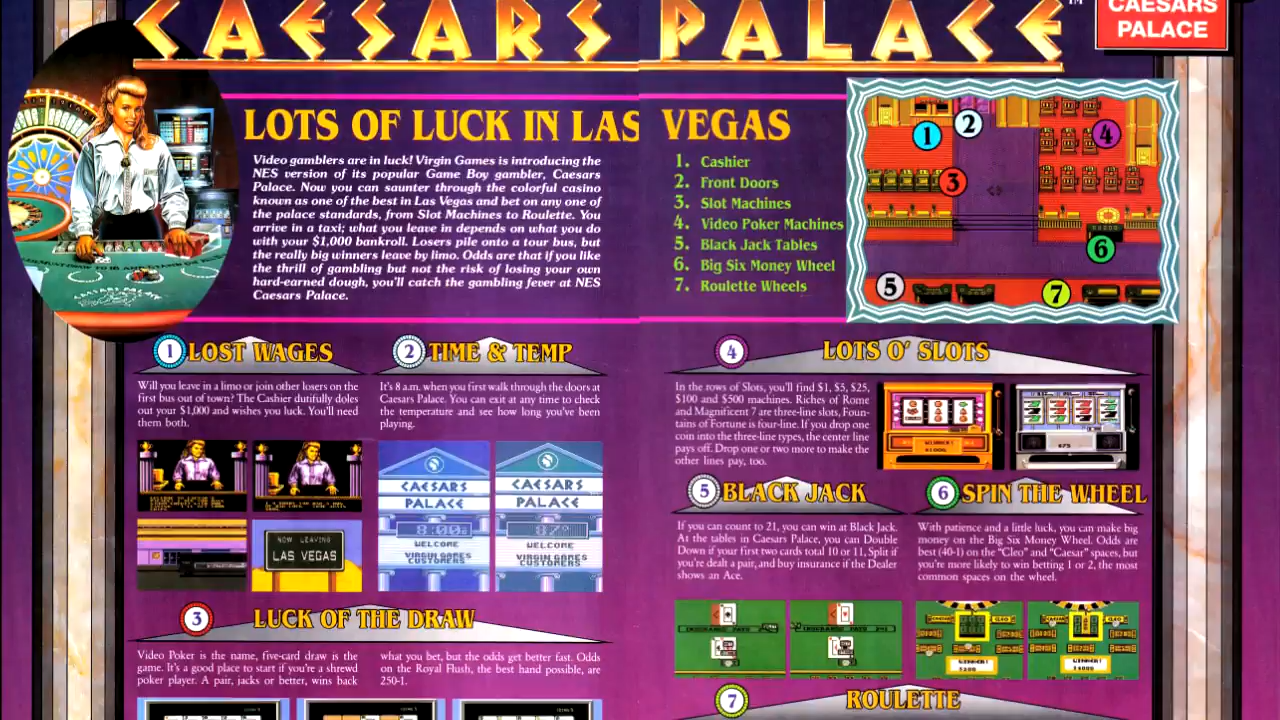 CAESARS PALACE™
CAESARS
PALACE
LOTS OF LUCK IN LAS VEGAS
Video gamblers are in luck! Virgin Games is introducing the
NES version of its popular Game Boy gambler, Caesars
Palace. Now you can saunter through the colorful casino
known as one of the best in Las Vegas and bet on any one of
the palace standards, from Slot Machines to Roulette. You
arrive in a taxi; what you leave in depends on what you do
with your $1,000 bankroll. Losers pile onto a tour bus, but
the really big winners leave by limo. Odds are that if you like
the thrill of gambling but not the risk of losing your own
hard-earned dough, you'll catch the gambling fever at NES
Caesars Palace.
1. Cashier
2. Front Doors
3. Slot Machines
4. Video Poker Machines
5. Black Jack Tables
6. Big Six Money Wheel
7. Roulette Wheels
1
2
3
4
5
6
7
1 LOST WAGES
Will you leave in a limo or join other losers on the
first bus out of town? The Cashier dutifully doles
out your $1,000 and wishes you luck. You'll need
them both.
NOW LEAVING
LAS VEGAS
2 TIME & TEMP
It's 8 a.m. when you first walk through the doors at
Caesars Palace. You can exit at any time to check
the temperature and see how long you've been
playing.
CAESARS
PALACE
8:00
WELCOME
VIRGIN GAMES
CUSTOMERS
CAESARS
PALACE
87°
WELCOME
VIRGIN GAMES
CUSTOMERS
3 LUCK OF THE DRAW
Video Poker is the name, five-card draw is the
game. It's a good place to start if you're a shrewd
poker player. A pair, jacks or better, wins back
what you bet, but the odds get better fast. Odds
on the Royal Flush, the best hand possible, are
250-1.
4 LOTS O' SLOTS
In the rows of Slots, you'll find $1, $5, $25,
$100 and $500 machines. Riches of Rome
and Magnificent 7 are three-line slots, Foun-
tains of Fortune is four-line. If you drop one
coin into the three-line types, the center line
pays off. Drop one or two more to make the
other lines pay, too.
5 BLACK JACK
If you can count to 21, you can win at Black Jack.
At the tables in Caesars Palace, you can Double
Down if your first two cards total 10 or 11, Split if
you're dealt a pair, and buy insurance if the Dealer
shows an Ace.
6 SPIN THE WHEEL
With patience and a little luck, you can make big
money on the Big Six Money Wheel. Odds are
best (40-1) on the "Cleo" and "Caesar" spaces, but
you're more likely to win betting 1 or 2, the most
common spaces on the wheel.
7 ROULETTE